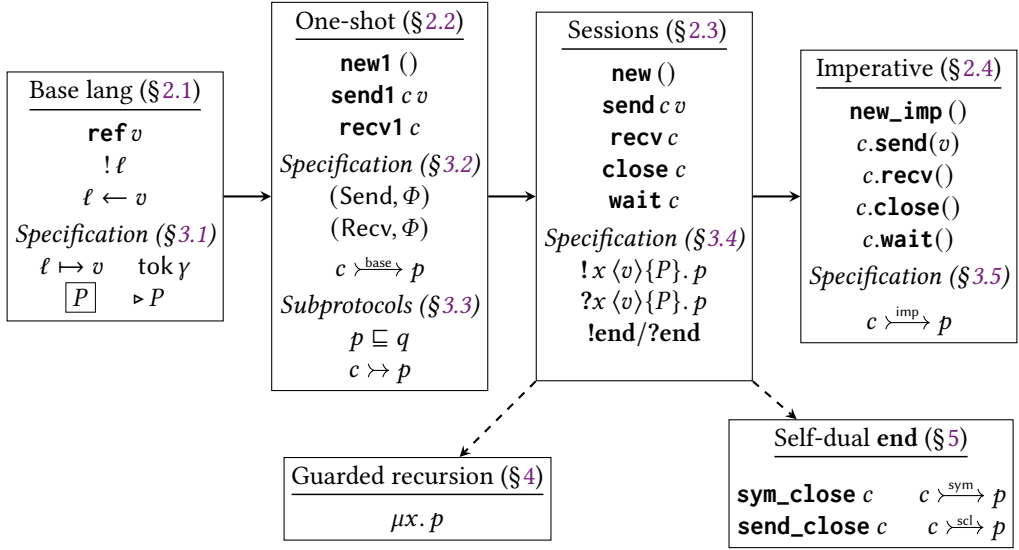 Base lang (§2.1)
ref v
! ℓ
ℓ ← v
Specification (§3.1)
ℓ ↦ v tok γ
P ▹ P
One-shot (§2.2)
new1 ()
send1 c v
recv1 c
Specification (§3.2)
(Send, Φ)
(Recv, Φ)
c ↣ base p
Subprotocols (§3.3)
p ⊑ q
c ↣ p
Sessions (§2.3)
new ()
send c v
recv c
close c
wait c
Specification (§3.4)
! x ⟨v⟩{P}. p
?x ⟨v⟩{P}. p
!end/?end
Imperative (§2.4)
new_imp ()
c.send(v)
c.recv()
c.close()
c.wait()
Specification (§3.5)
c ↣ imp p
Guarded recursion (§4)
μx. p
Self-dual end (§5)
sym_close c c ↣ sym p
send_close c c ↣ scl p